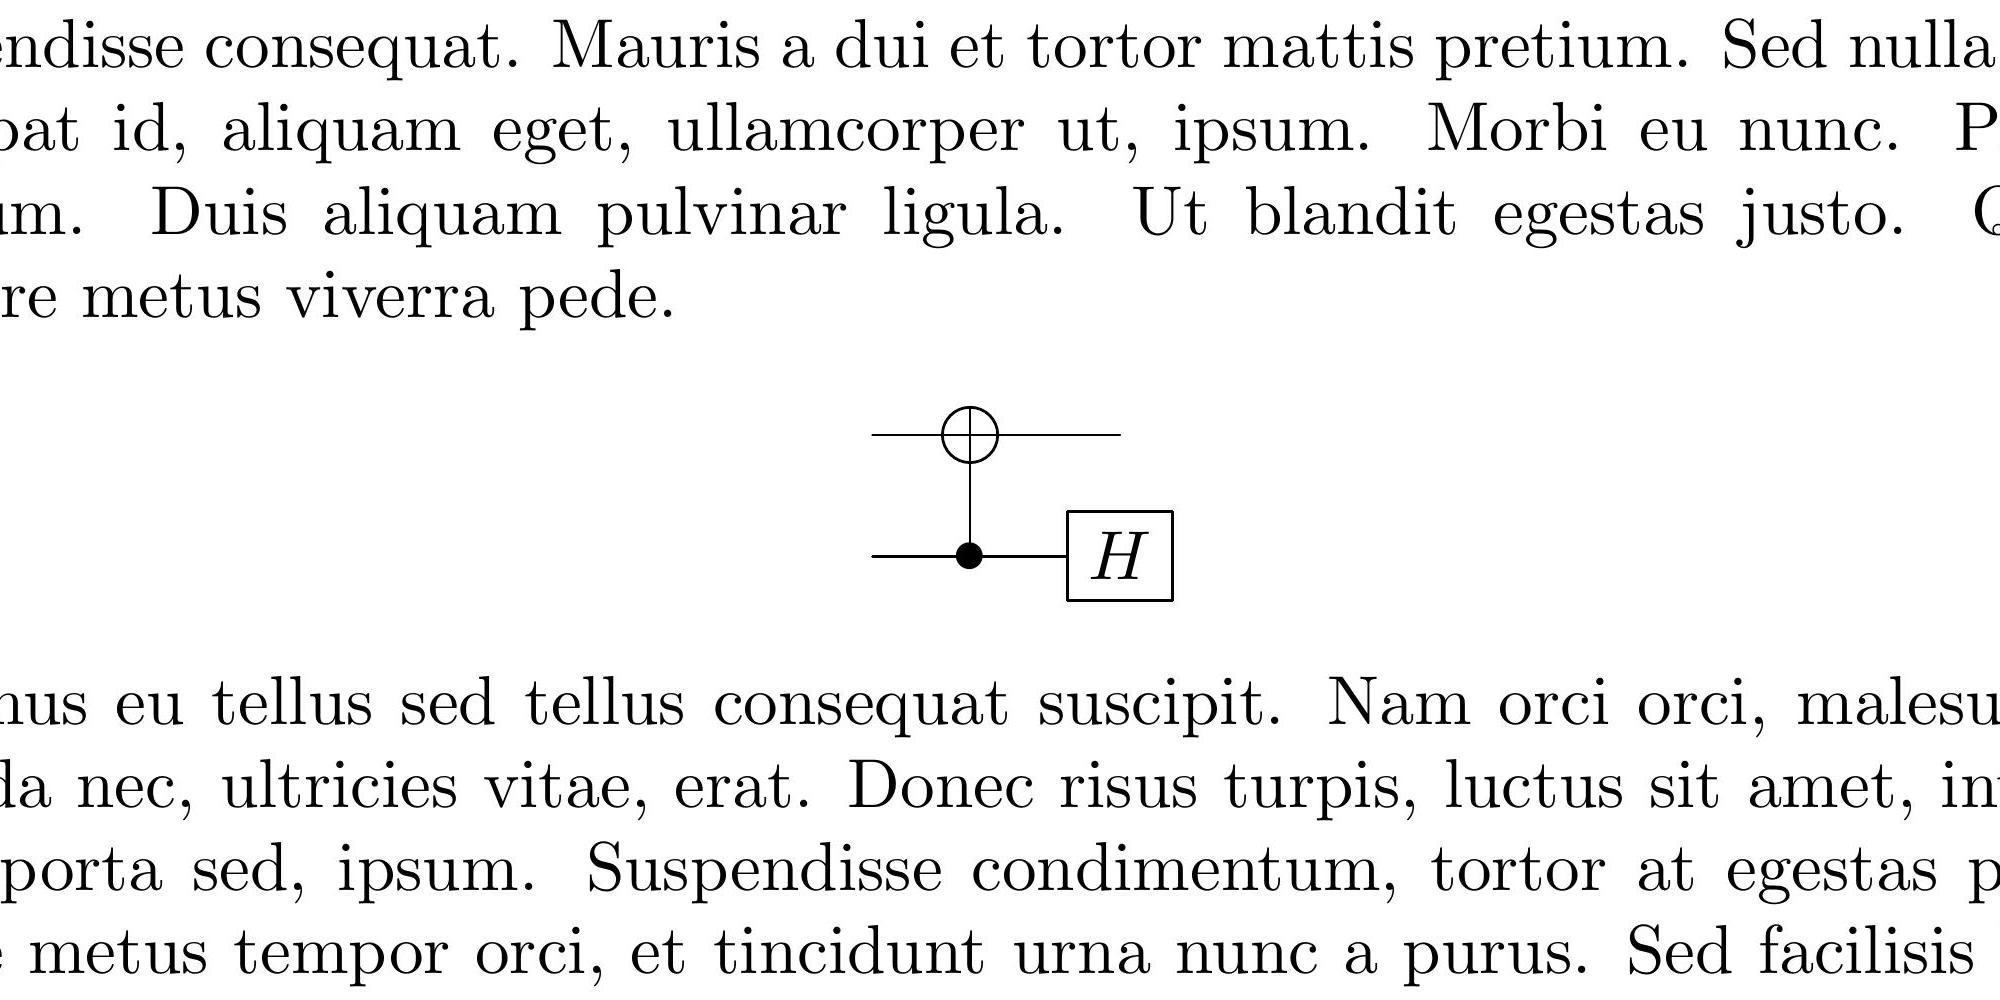 endisse consequat. Mauris a dui et tortor mattis pretium. Sed nulla
pat id, aliquam eget, ullamcorper ut, ipsum. Morbi eu nunc. P
um. Duis aliquam pulvinar ligula. Ut blandit egestas justo. Q
re metus viverra pede.
H
mus eu tellus sed tellus consequat suscipit. Nam orci orci, malesu
da nec, ultricies vitae, erat. Donec risus turpis, luctus sit amet, in
porta sed, ipsum. Suspendisse condimentum, tortor at egestas p
metus tempor orci, et tincidunt urna nunc a purus. Sed facilisis